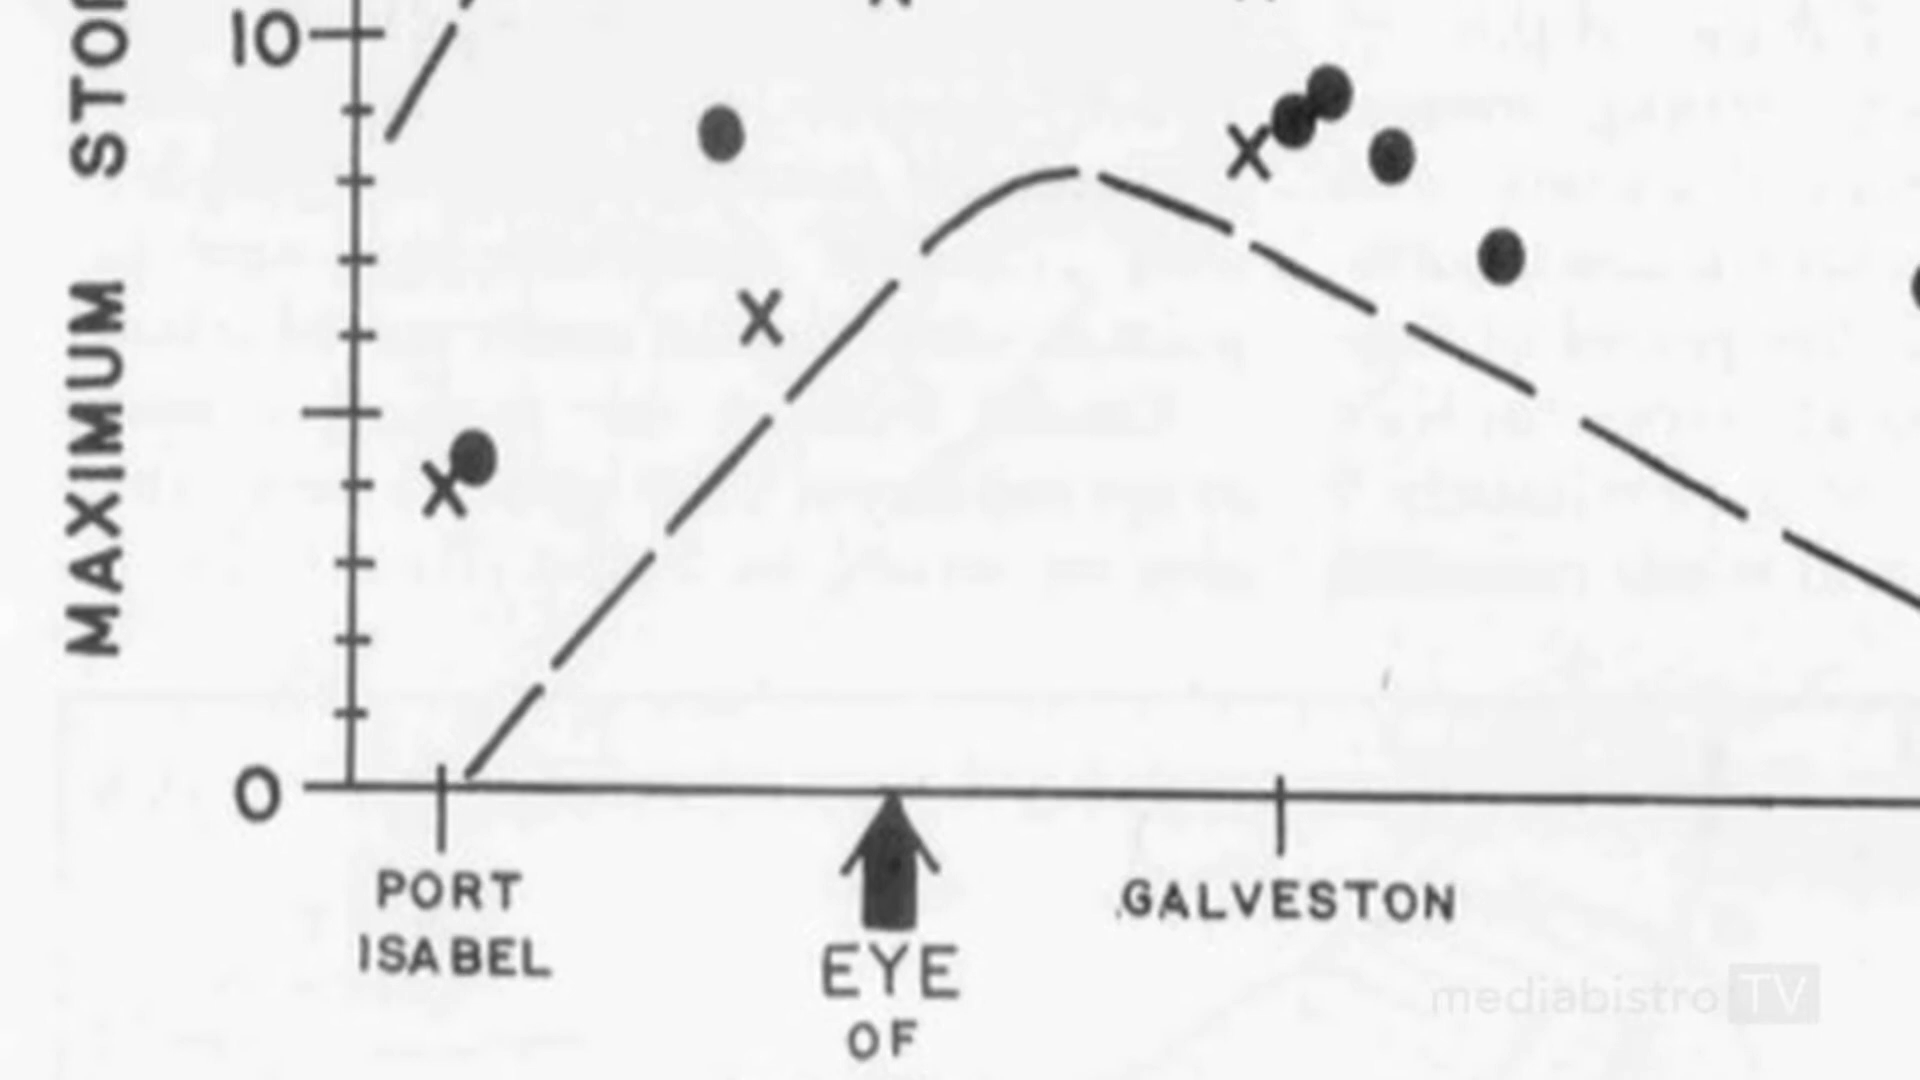 10
MAXIMUM STO
0
PORT
ISABEL
GALVESTON
EYE
OF
mediabistro TV